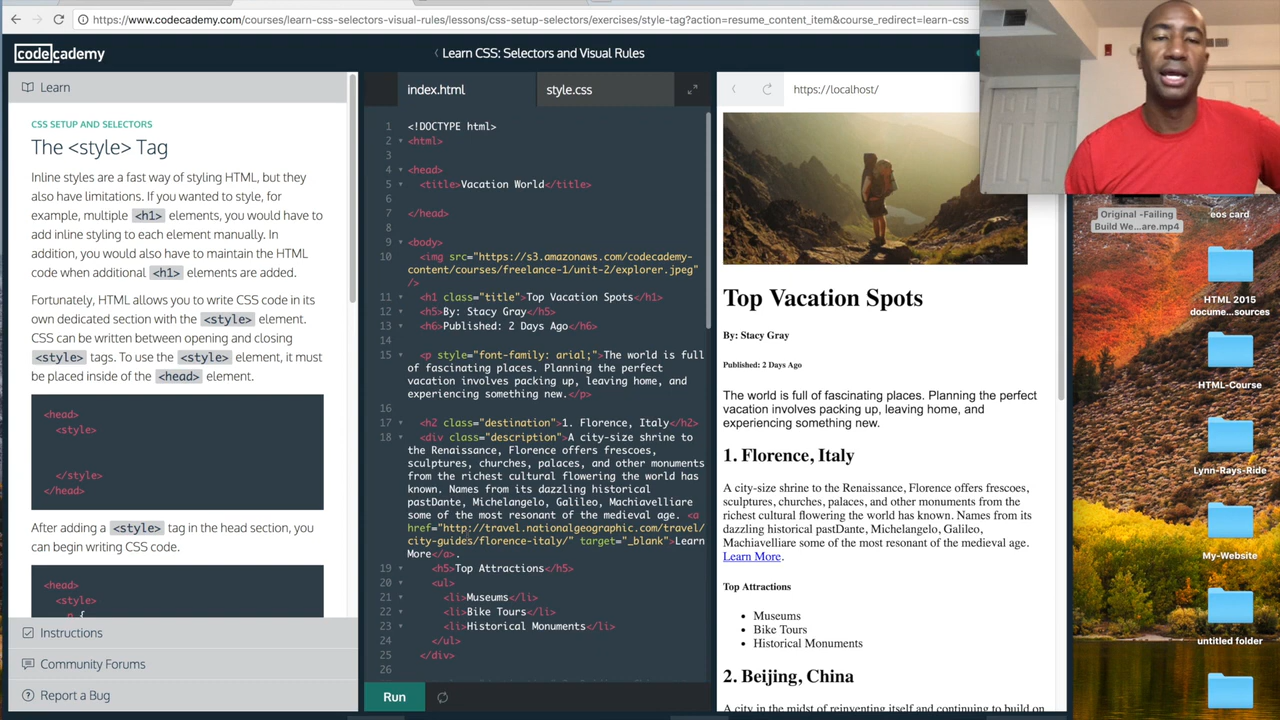 https://www.codecademy.com/courses/learn-css-selectors-visual-rules/lessons/css-setup-selectors/exercises/style-tag?action=resume_content_item&course_redirect=learn-css
codecademy
Learn CSS: Selectors and Visual Rules
Learn
CSS SETUP AND SELECTORS
The <style> Tag
Inline styles are a fast way of styling HTML, but they
also have limitations. If you wanted to style, for
example, multiple <h1> elements, you would have to
add inline styling to each element manually. In
addition, you would also have to maintain the HTML
code when additional <h1> elements are added.
Fortunately, HTML allows you to write CSS code in its
own dedicated section with the <style> element.
CSS can be written between opening and closing
<style> tags. To use the <style> element, it must
be placed inside of the <head> element.
<head>
<style>
</style>
</head>
After adding a <style> tag in the head section, you
can begin writing CSS code.
<head>
<style>
p {
Instructions
Community Forums
Report a Bug
index.html
style.css
1 <!DOCTYPE html>
2 <html>
3
4 <head>
5 <title>Vacation World</title>
6
7 </head>
8
9 <body>
10 <img src="https://s3.amazonaws.com/codecademy-
content/courses/freelance-1/unit-2/explorer.jpeg"
/>
11 <h1 class="title">Top Vacation Spots</h1>
12 <h5>By: Stacy Gray</h5>
13 <h6>Published: 2 Days Ago</h6>
14
15 <p style="font-family: arial;">The world is full
of fascinating places. Planning the perfect
vacation involves packing up, leaving home, and
experiencing something new.</p>
16
17 <h2 class="destination">1. Florence, Italy</h2>
18 <div class="description">A city-size shrine to
the Renaissance, Florence offers frescoes,
sculptures, churches, palaces, and other monuments
from the richest cultural flowering the world has
known. Names from its dazzling historical
pastDante, Michelangelo, Galileo, Machiavelliare
some of the most resonant of the medieval age. <a
href="http://travel.nationalgeographic.com/travel/
city-guides/florence-italy/" target="_blank">Learn
More</a>.
19 <h5>Top Attractions</h5>
20 <ul>
21 <li>Museums</li>
22 <li>Bike Tours</li>
23 <li>Historical Monuments</li>
24 </ul>
25 </div>
26
Run
https://localhost/
Top Vacation Spots
By: Stacy Gray
Published: 2 Days Ago
The world is full of fascinating places. Planning the perfect
vacation involves packing up, leaving home, and
experiencing something new.
1. Florence, Italy
A city-size shrine to the Renaissance, Florence offers frescoes,
sculptures, churches, palaces, and other monuments from the
richest cultural flowering the world has known. Names from its
dazzling historical pastDante, Michelangelo, Galileo,
Machiavelliare some of the most resonant of the medieval age.
Learn More.
Top Attractions
• Museums
• Bike Tours
• Historical Monuments
2. Beijing, China
A city in the midst of reinventing itself and continuing to build on
Original -Failing
Build We...are.mp4
eos card
HTML 2015
docume...sources
HTML-Course
Lynn-Rays-Ride
My-Website
untitled folder